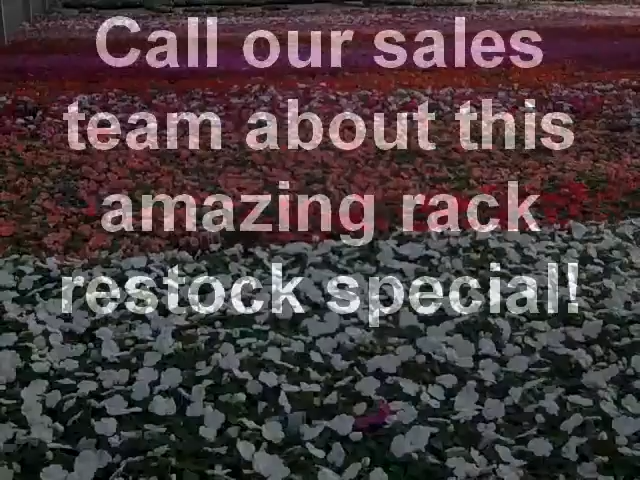 Call our sales
team about this
amazing rack
restock special!